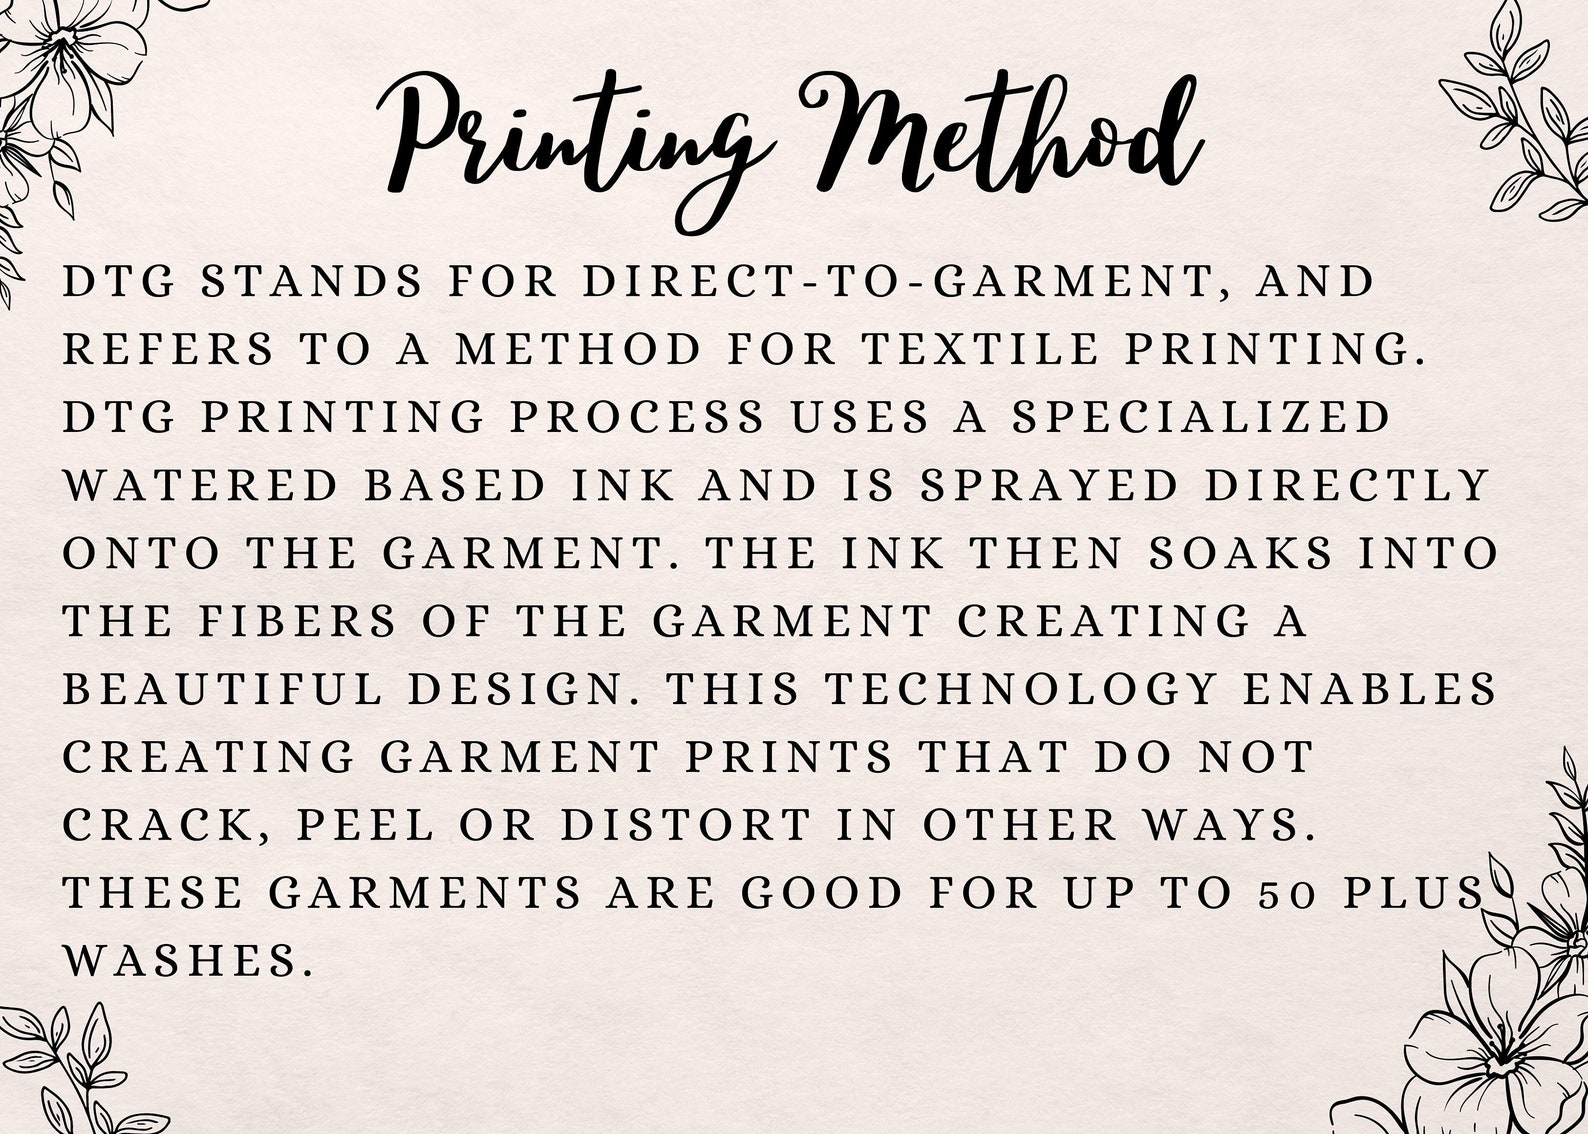 Printing Method
DTG STANDS FOR DIRECT-TO-GARMENT, AND
REFERS TO A METHOD FOR TEXTILE PRINTING.
DTG PRINTING PROCESS USES A SPECIALIZED
WATERED BASED INK AND IS SPRAYED DIRECTLY
ONTO THE GARMENT. THE INK THEN SOAKS INTO
THE FIBERS OF THE GARMENT CREATING A
BEAUTIFUL DESIGN. THIS TECHNOLOGY ENABLES
CREATING GARMENT PRINTS THAT DO NOT
CRACK, PEEL OR DISTORT IN OTHER WAYS.
THESE GARMENTS ARE GOOD FOR UP TO 50 PLUS
WASHES.